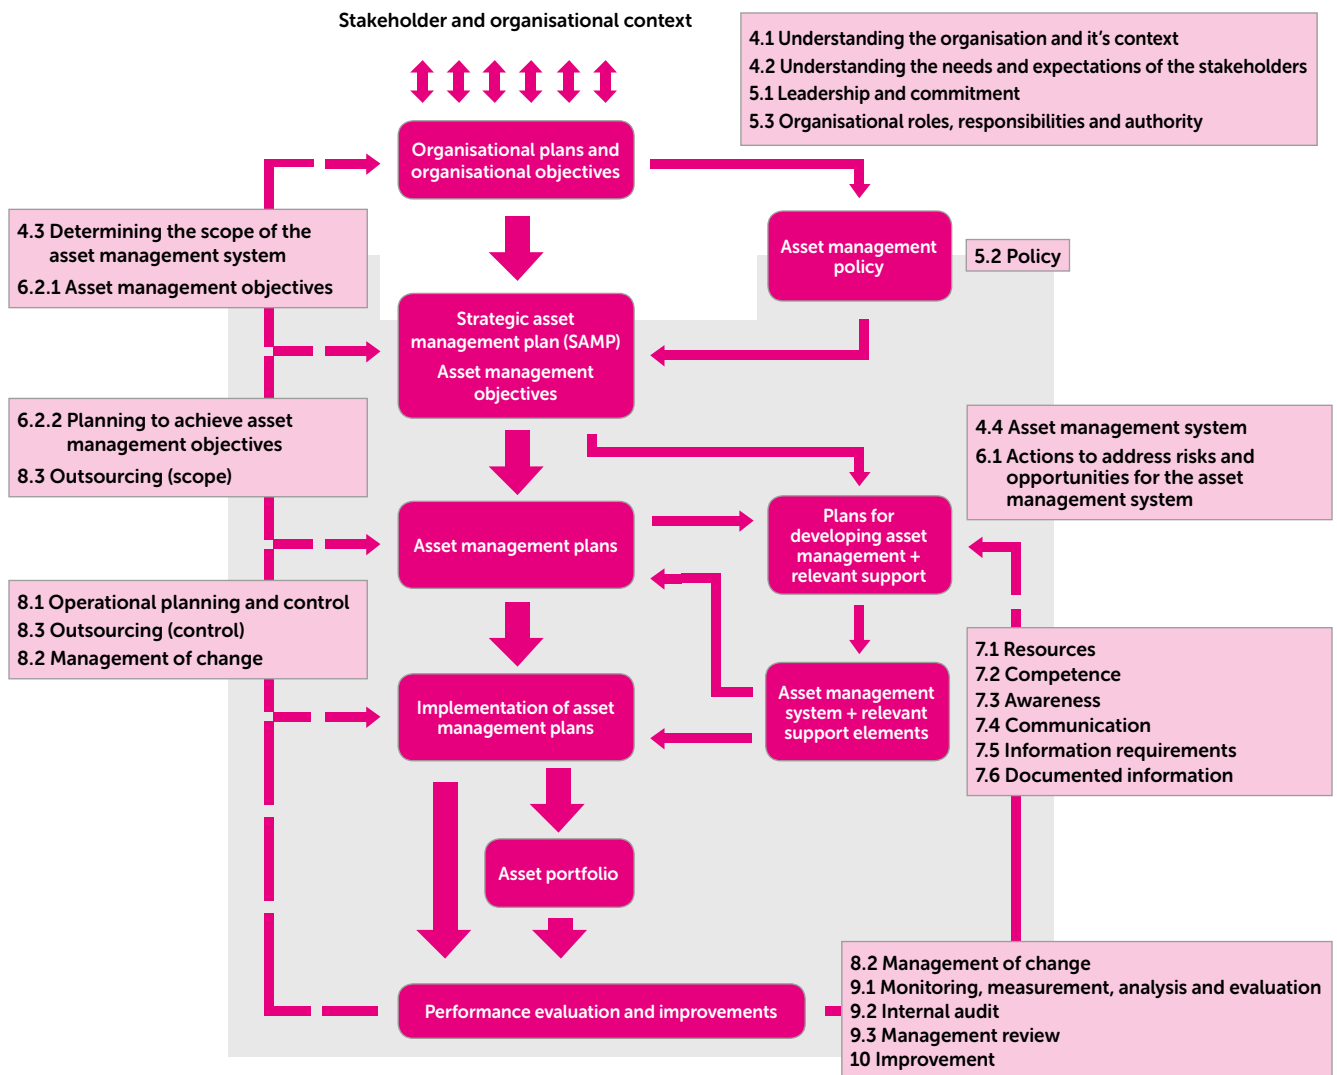 Stakeholder and organisational context
4.1 Understanding the organisation and it's context
4.2 Understanding the needs and expectations of the stakeholders
5.1 Leadership and commitment
5.3 Organisational roles, responsibilities and authority
Organisational plans and
organisational objectives
4.3 Determining the scope of the
asset management system
6.2.1 Asset management objectives
Asset management
policy
5.2 Policy
Strategic asset
management plan (SAMP)
Asset management
objectives
6.2.2 Planning to achieve asset
management objectives
8.3 Outsourcing (scope)
4.4 Asset management system
6.1 Actions to address risks and
opportunities for the asset
management system
Asset management plans
Plans for
developing asset
management +
relevant support
8.1 Operational planning and control
8.3 Outsourcing (control)
8.2 Management of change
7.1 Resources
7.2 Competence
7.3 Awareness
7.4 Communication
7.5 Information requirements
7.6 Documented information
Implementation of asset
management plans
Asset management
system + relevant
support elements
Asset portfolio
8.2 Management of change
9.1 Monitoring, measurement, analysis and evaluation
9.2 Internal audit
9.3 Management review
10 Improvement
Performance evaluation and improvements